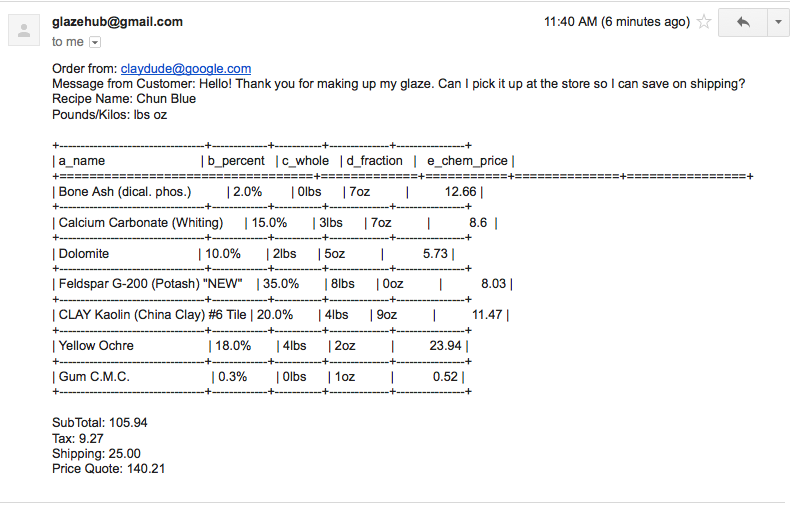 glazehub@gmail.com 11:40 AM (6 minutes ago)
to me
Order from: claydude@google.com
Message from Customer: Hello! Thank you for making up my glaze. Can I pick it up at the store so I can save on shipping?
Recipe Name: Chun Blue
Pounds/Kilos: lbs oz
| a_name | b_percent | c_whole | d_fraction | e_chem_price |
| Bone Ash (dical. phos.) | 2.0% | 0lbs | 7oz | 12.66 |
| Calcium Carbonate (Whiting) | 15.0% | 3lbs | 7oz | 8.6 |
| Dolomite | 10.0% | 2lbs | 5oz | 5.73 |
| Feldspar G-200 (Potash) "NEW" | 35.0% | 8lbs | 0oz | 8.03 |
| CLAY Kaolin (China Clay) #6 Tile | 20.0% | 4lbs | 9oz | 11.47 |
| Yellow Ochre | 18.0% | 4lbs | 2oz | 23.94 |
| Gum C.M.C. | 0.3% | 0lbs | 1oz | 0.52 |
SubTotal: 105.94
Tax: 9.27
Shipping: 25.00
Price Quote: 140.21